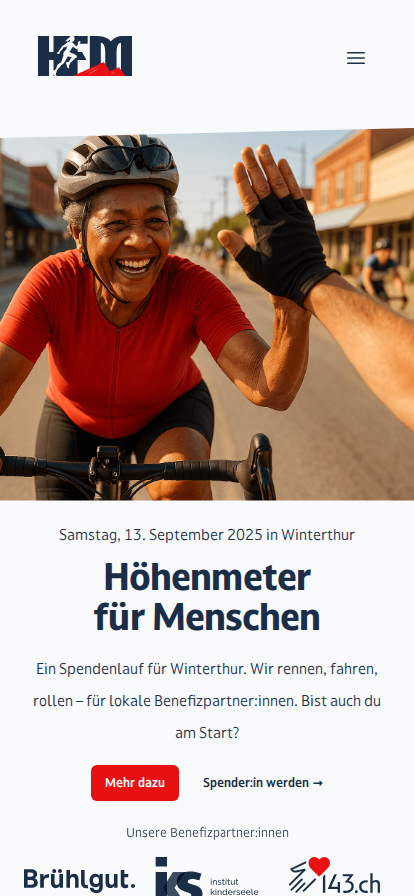 HFM
Samstag, 13. September 2025 in Winterthur
Höhenmeter
für Menschen
Ein Spendenlauf für Winterthur. Wir rennen, fahren,
rollen – für lokale Benefizpartner:innen. Bist auch du
am Start?
Mehr dazu Spender:in werden →
Unsere Benefizpartner:innen
Brühlgut. iks institut 143.ch
kinderseele